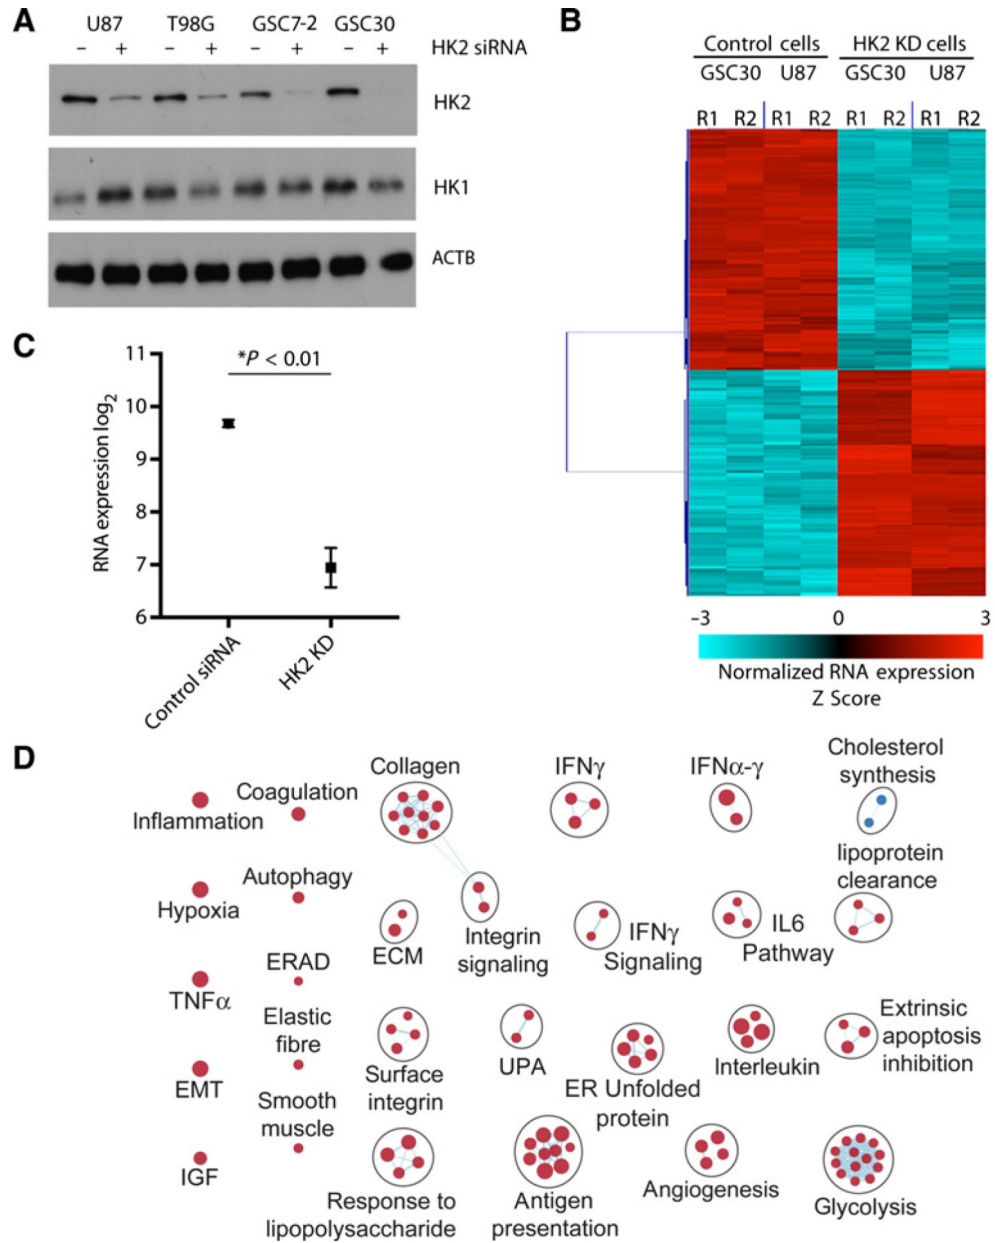 A
U87 T98G GSC7-2 GSC30
– + – + – + – + HK2 siRNA
HK2
HK1
ACTB
B
Control cells HK2 KD cells
GSC30 U87 GSC30 U87
R1 R2 R1 R2 R1 R2 R1 R2
–3 0 3
Normalized RNA expression
Z Score
C
RNA expression log2
11
10
9
8
7
6
*P < 0.01
Control siRNA
HK2 KD
D
Inflammation
Coagulation
Collagen
IFNγ
IFNα-γ
Cholesterol
synthesis
Hypoxia
Autophagy
ECM
Integrin
signaling
IFNγ
Signaling
IL6
Pathway
lipoprotein
clearance
TNFα
ERAD
Elastic
fibre
Surface
integrin
UPA
ER Unfolded
protein
Interleukin
Extrinsic
apoptosis
inhibition
EMT
Smooth
muscle
IGF
Response to
lipopolysaccharide
Antigen
presentation
Angiogenesis
Glycolysis